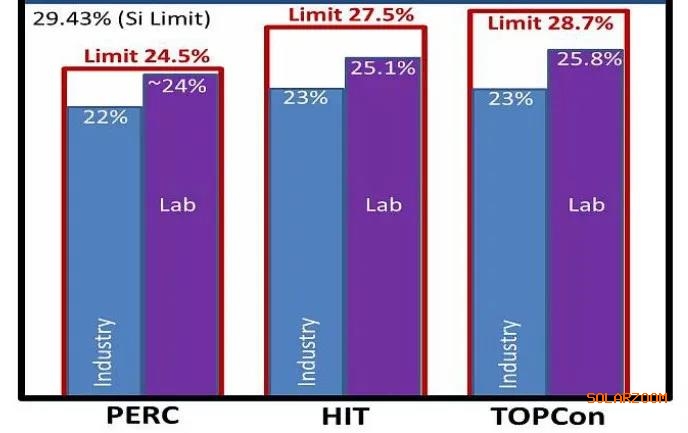 29.43% (Si Limit)
Limit 24.5%
Limit 27.5%
Limit 28.7%
22%
~24%
23%
25.1%
23%
25.8%
Lab
Lab
Lab
Industry
Industry
Industry
PERC
HIT
TOPCon
SOLARZOOM